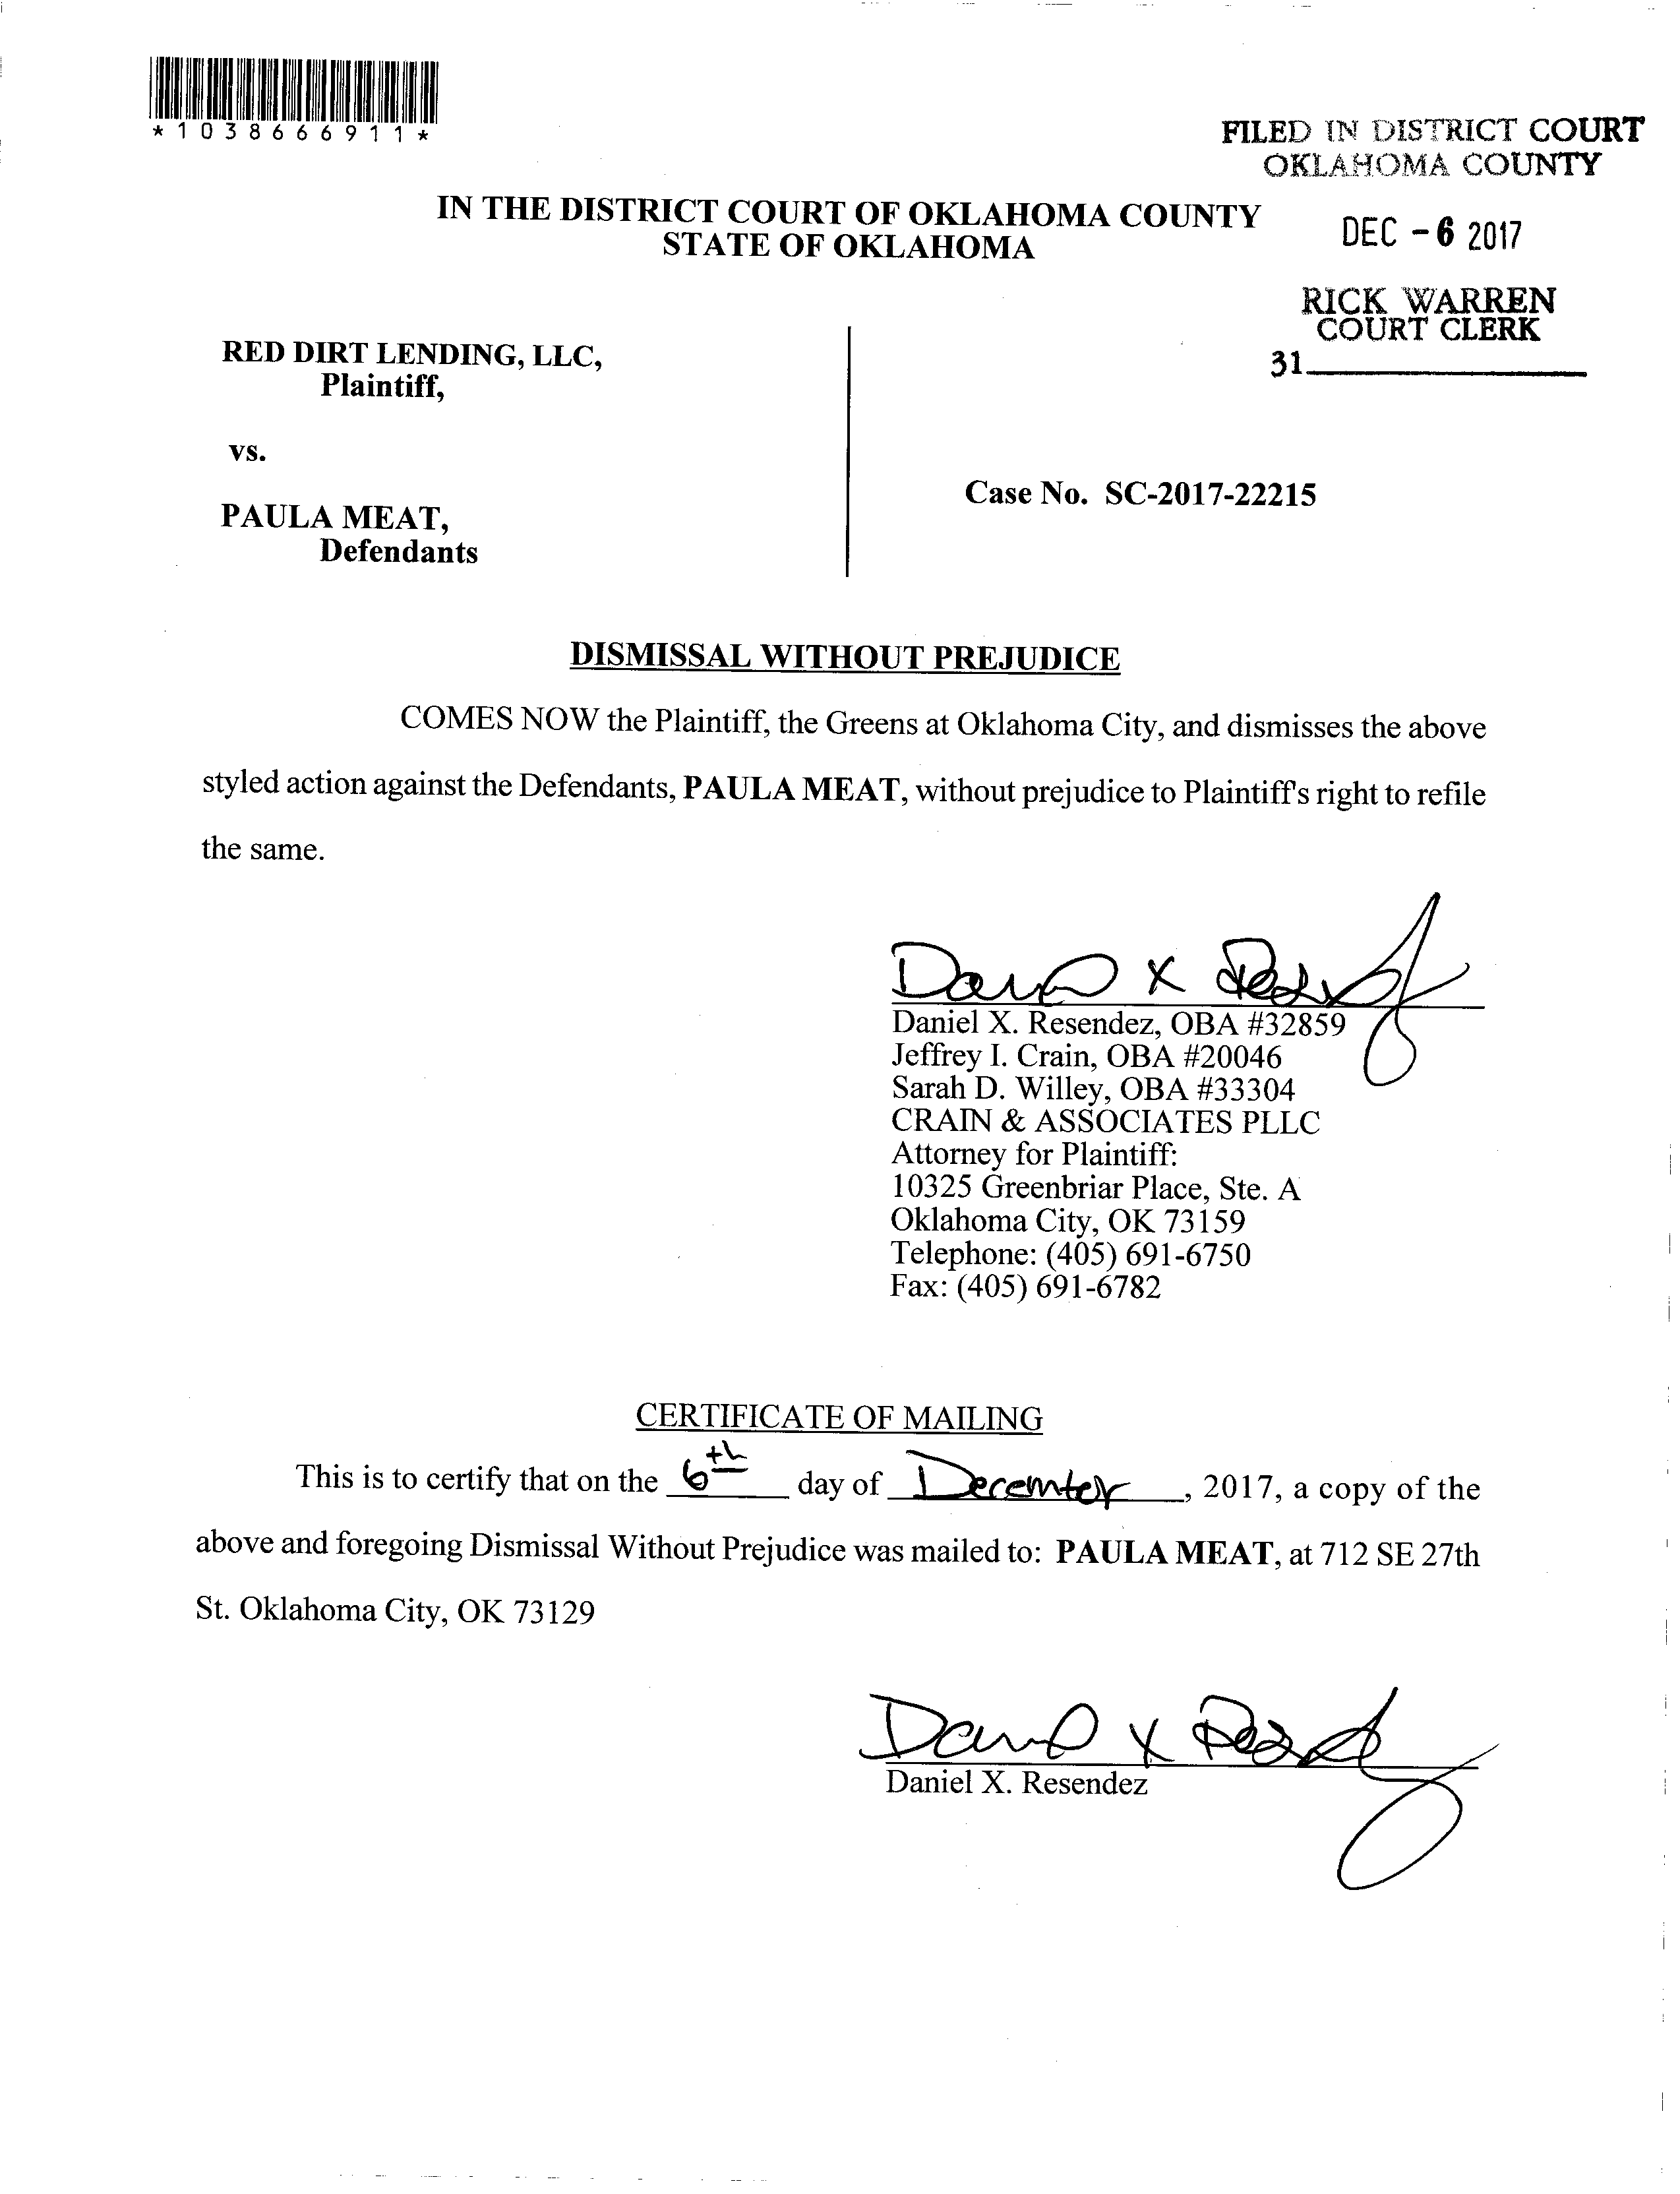 *1038666911*
FILED IN DISTRICT COURT
OKLAHOMA COUNTY
IN THE DISTRICT COURT OF OKLAHOMA COUNTY
STATE OF OKLAHOMA
DEC - 6 2017
RICK WARREN
COURT CLERK
31
RED DIRT LENDING, LLC,
Plaintiff,
vs.
Case No. SC-2017-22215
PAULA MEAT,
Defendants
DISMISSAL WITHOUT PREJUDICE
COMES NOW the Plaintiff, the Greens at Oklahoma City, and dismisses the above
styled action against the Defendants, PAULA MEAT, without prejudice to Plaintiff's right to refile
the same.
Daniel X. Resendez, OBA #32859
Jeffrey I. Crain, OBA #20046
Sarah D. Willey, OBA #33304
CRAIN & ASSOCIATES PLLC
Attorney for Plaintiff:
10325 Greenbriar Place, Ste. A
Oklahoma City, OK 73159
Telephone: (405) 691-6750
Fax: (405) 691-6782
CERTIFICATE OF MAILING
This is to certify that on the 6th day of December, 2017, a copy of the
above and foregoing Dismissal Without Prejudice was mailed to: PAULA MEAT, at 712 SE 27th
St. Oklahoma City, OK 73129
Daniel X. Resendez